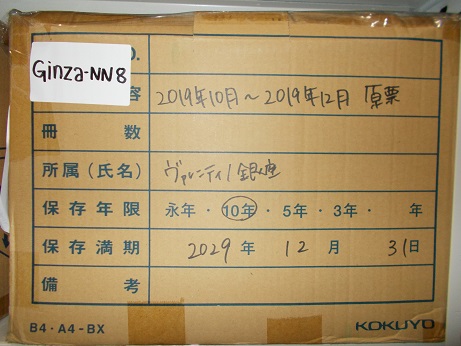 Ginza-NN8
O.
容 2019年10月～2019年12月 原票
冊 数
所属(氏名) ヴァレンティノ銀座
保存年限 永年・10年・5年・3年・ 年
保存満期 2029年 12月 31日
備 考
B4・A4-BX KOKUYO